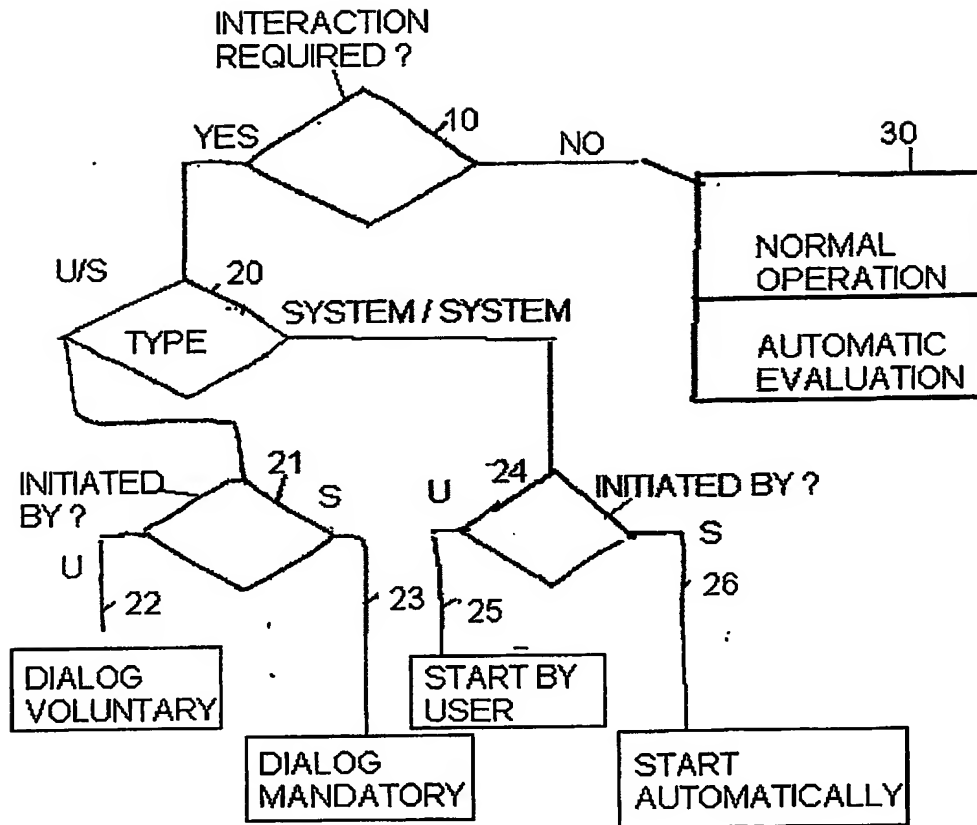 INTERACTION
REQUIRED ?
10
YES
NO
30
NORMAL
OPERATION
AUTOMATIC
EVALUATION
U/S
20
TYPE
SYSTEM / SYSTEM
INITIATED
BY ?
21
S
U
22
23
U
24
INITIATED BY ?
S
25
26
DIALOG
VOLUNTARY
DIALOG
MANDATORY
START BY
USER
START
AUTOMATICALLY